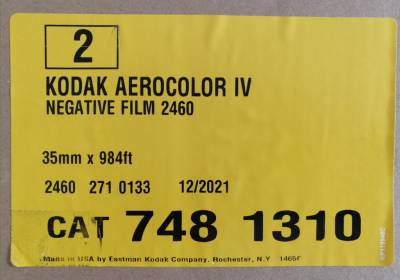 2
KODAK AEROCOLOR IV
NEGATIVE FILM 2460
35mm x 984ft
2460 271 0133 12/2021
CAT 748 1310
Made in USA by Eastman Kodak Company, Rochester, N.Y